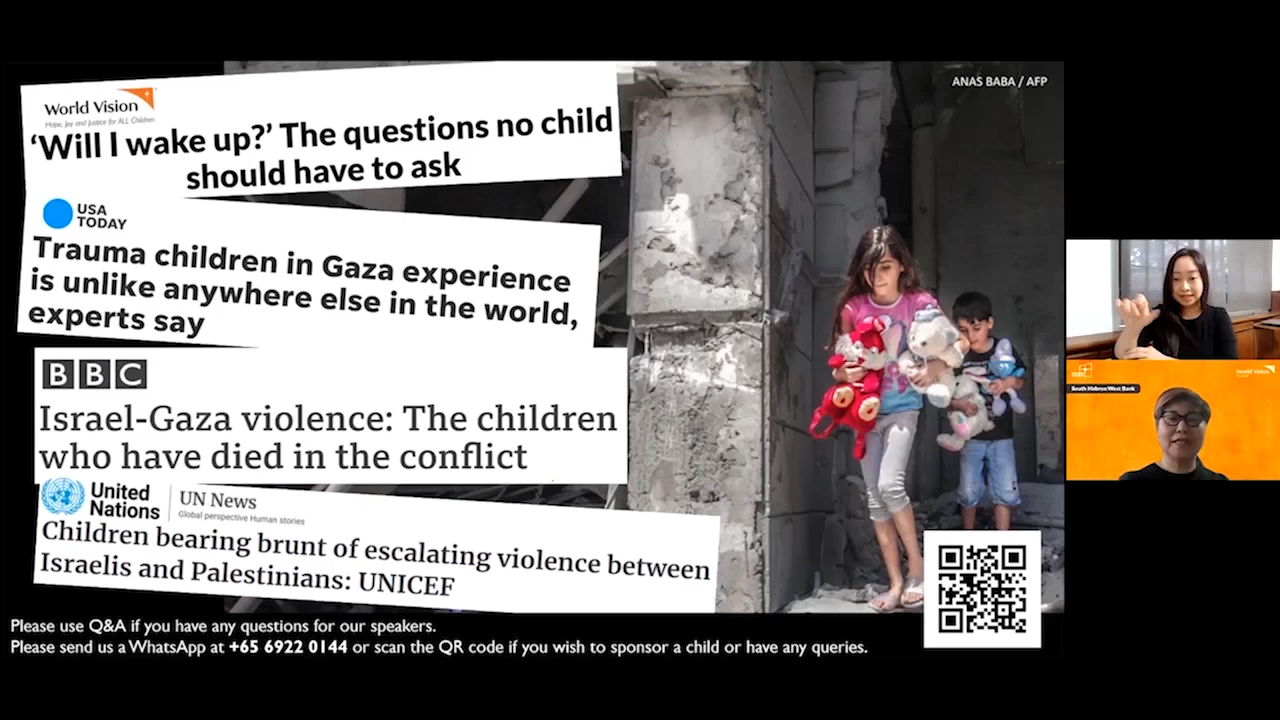 World Vision
Hope, Joy and Justice for ALL Children
‘Will I wake up?’ The questions no child
should have to ask
USA
TODAY
Trauma children in Gaza experience
is unlike anywhere else in the world,
experts say
BBC
Israel-Gaza violence: The children
who have died in the conflict
United
Nations
UN News
Global perspective Human stories
Children bearing brunt of escalating violence between
Israelis and Palestinians: UNICEF
ANAS BABA / AFP
Please use Q&A if you have any questions for our speakers.
Please send us a WhatsApp at +65 6922 0144 or scan the QR code if you wish to sponsor a child or have any queries.
World Vision
South Hebron West Bank